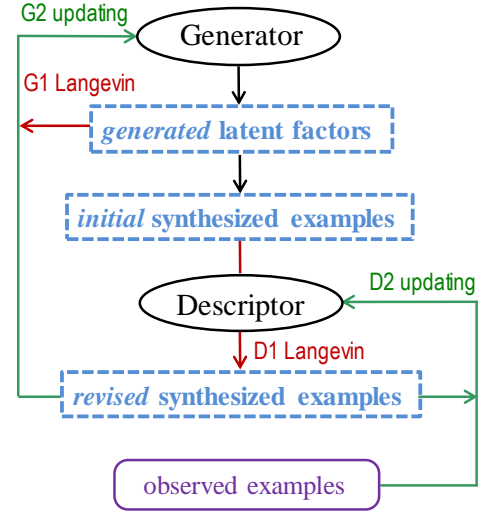 G2 updating
Generator
G1 Langevin
generated latent factors
initial synthesized examples
D2 updating
Descriptor
D1 Langevin
revised synthesized examples
observed examples